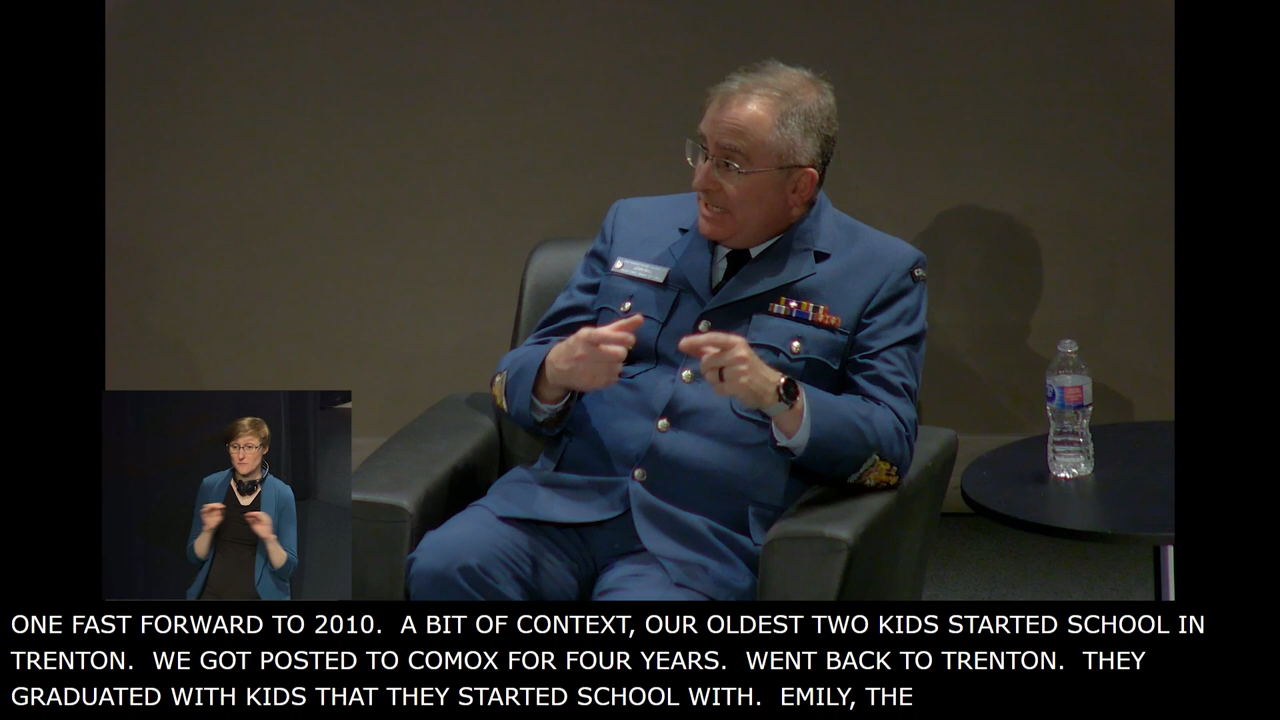 ONE FAST FORWARD TO 2010.  A BIT OF CONTEXT, OUR OLDEST TWO KIDS STARTED SCHOOL IN
TRENTON.  WE GOT POSTED TO COMOX FOR FOUR YEARS.  WENT BACK TO TRENTON.  THEY
GRADUATED WITH KIDS THAT THEY STARTED SCHOOL WITH.  EMILY, THE